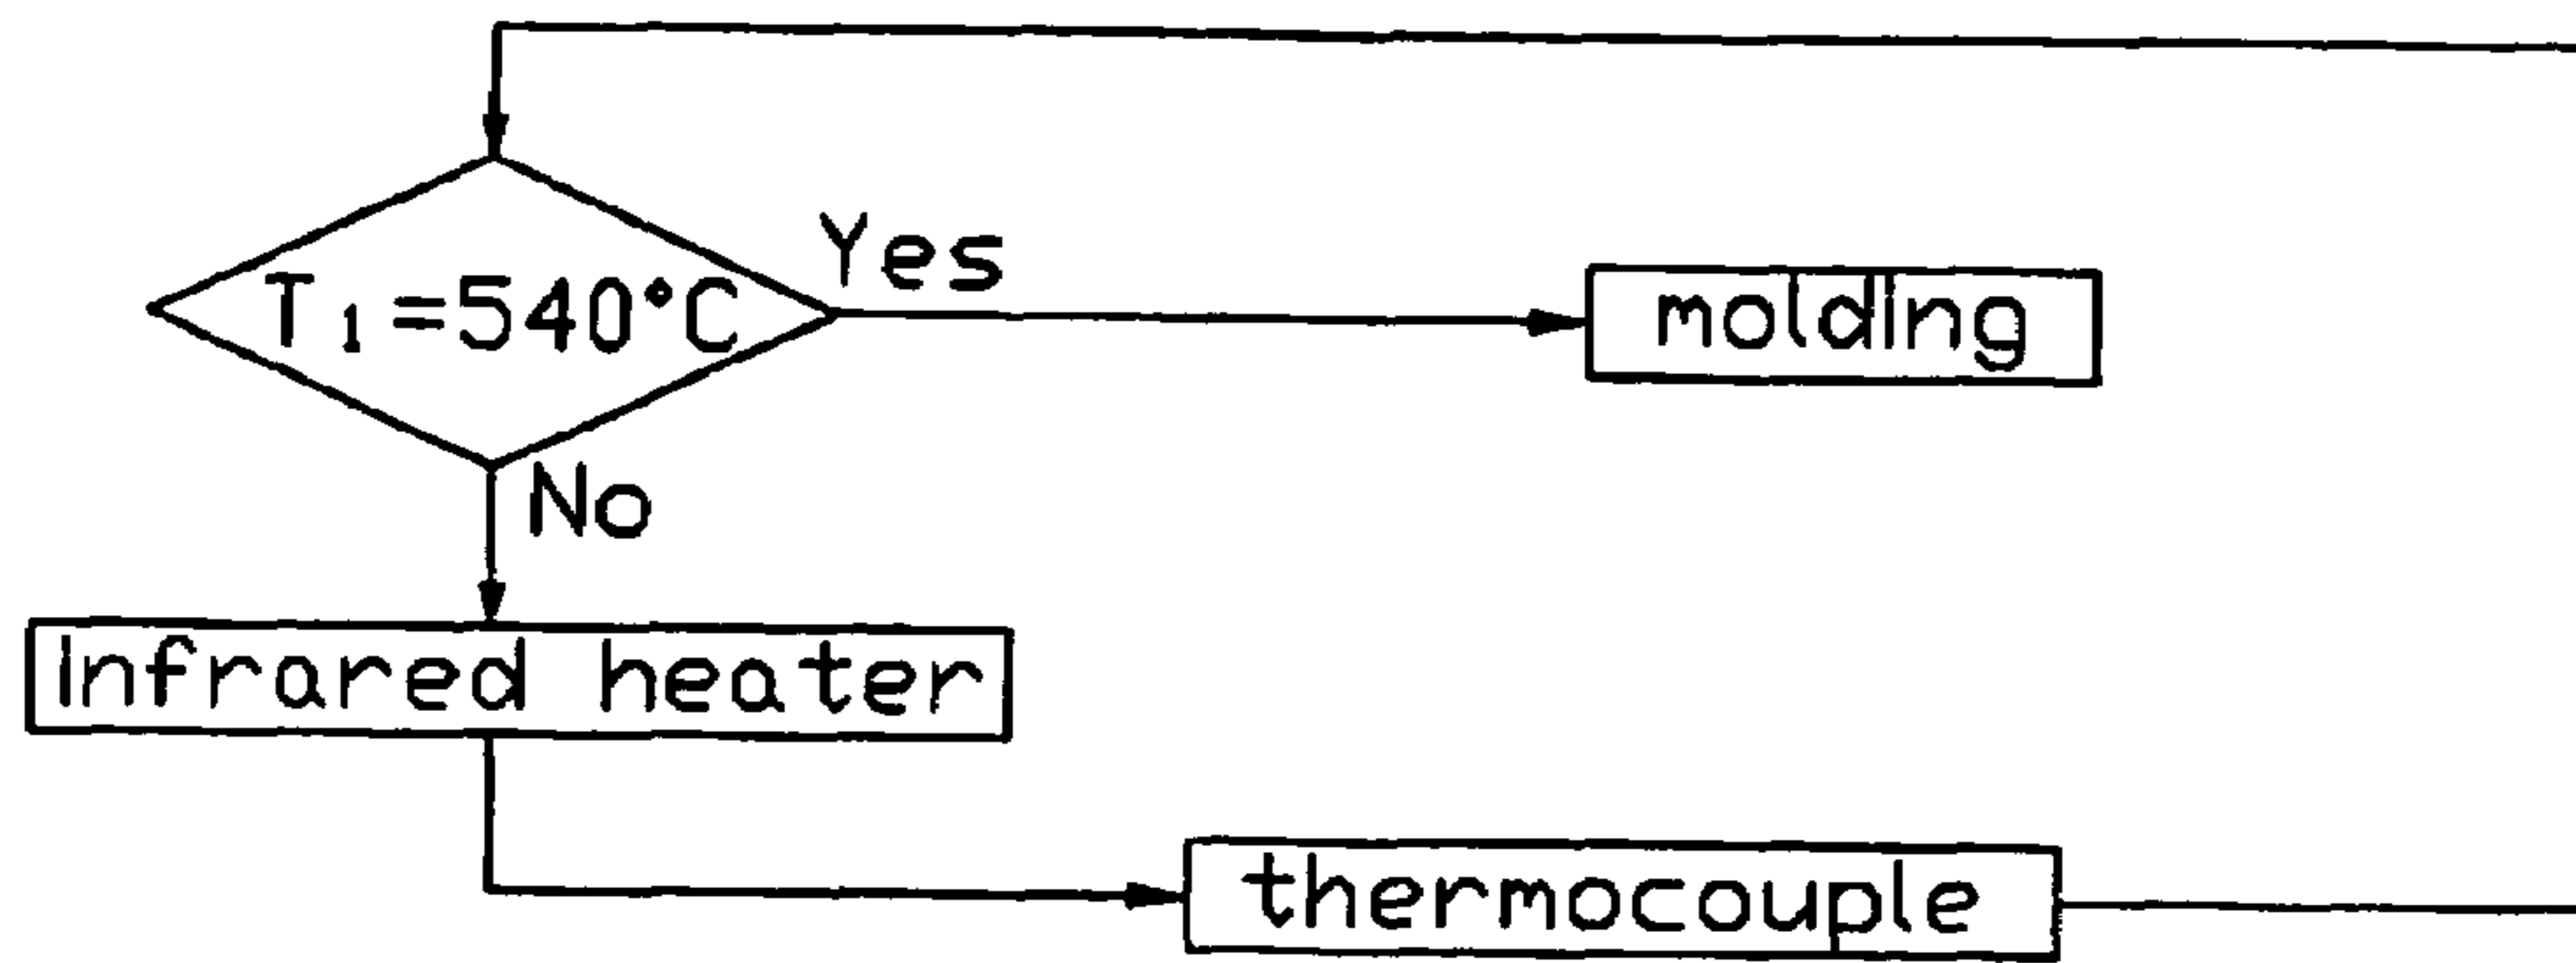 Yes
T₁=540°C
molding
No
Infrared heater
thermocouple